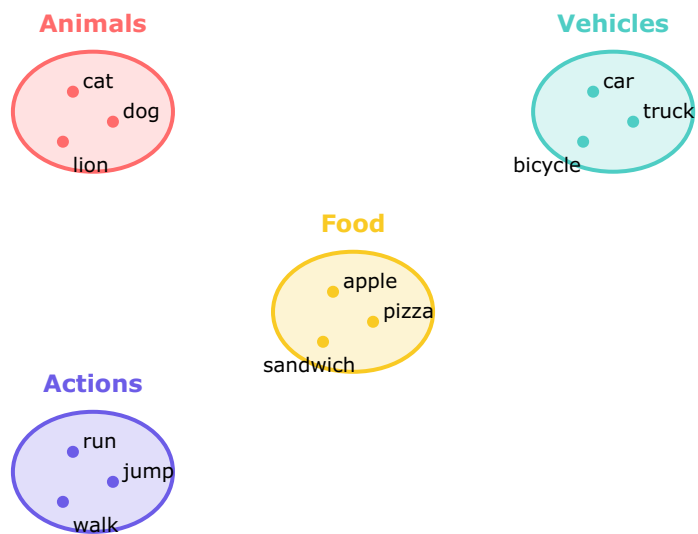 Animals
cat
dog
lion
Vehicles
car
truck
bicycle
Food
apple
pizza
sandwich
Actions
run
jump
walk